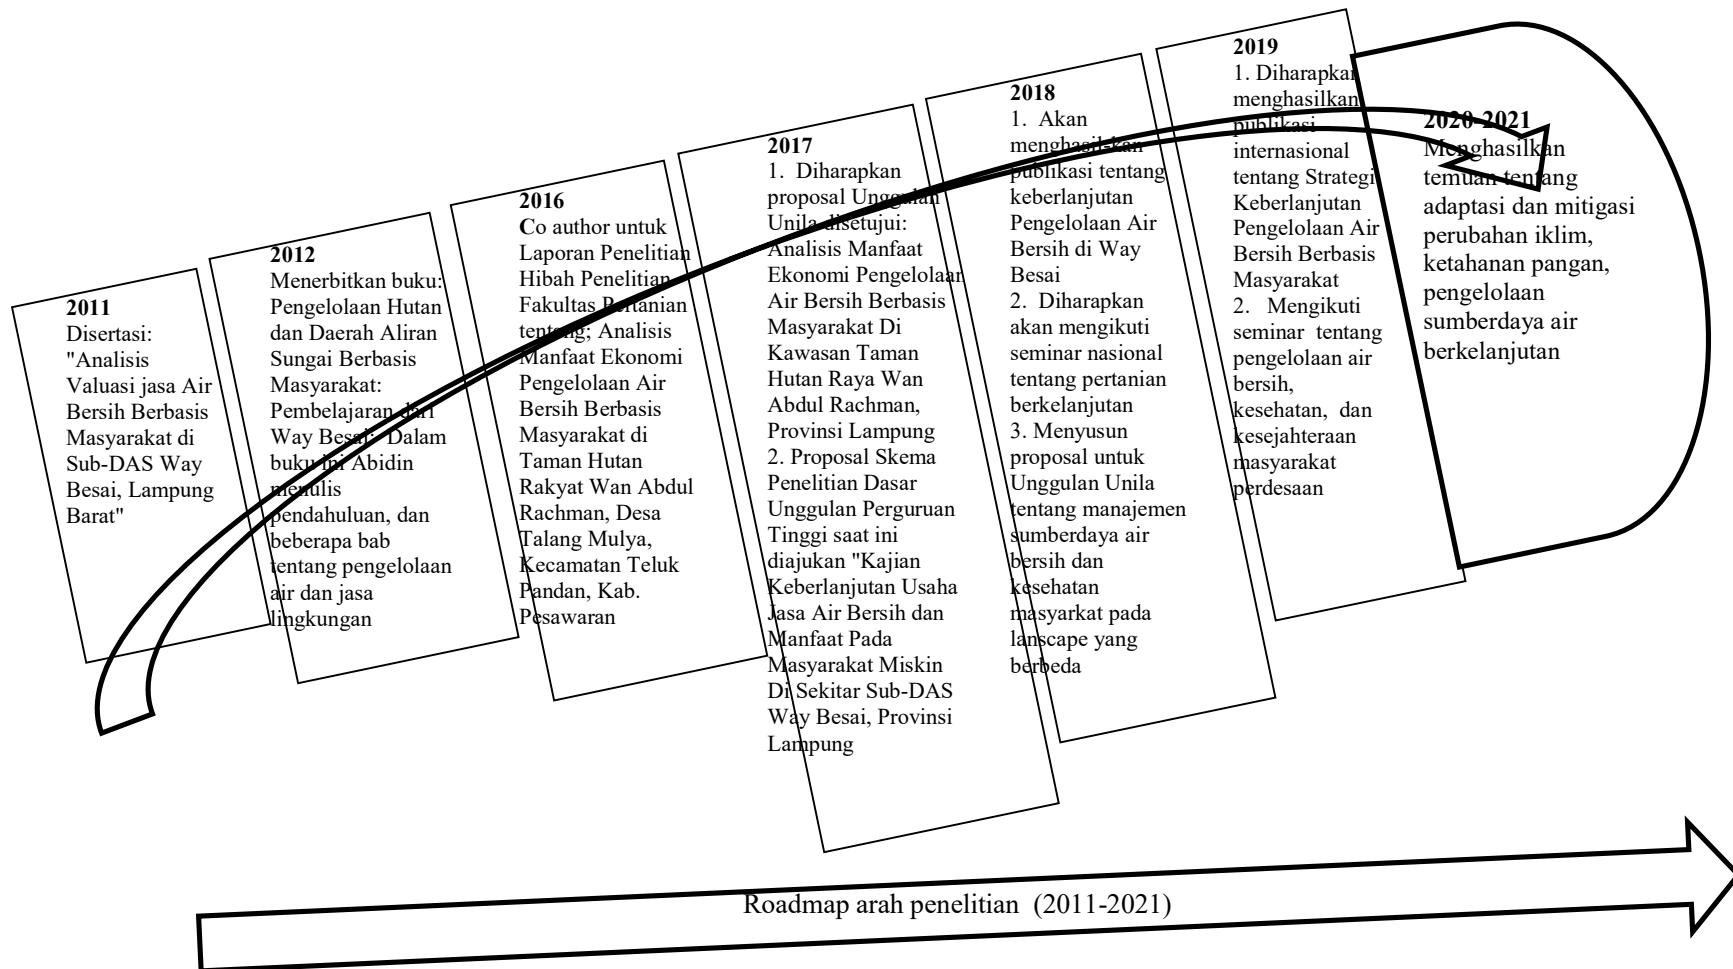 2011
Disertasi:
"Analisis
Valuasi jasa Air
Bersih Berbasis
Masyarakat di
Sub-DAS Way
Besai, Lampung
Barat"
2012
Menerbitkan buku:
Pengelolaan Hutan
dan Daerah Aliran
Sungai Berbasis
Masyarakat:
Pembelajaran dari
Way Besai; Dalam
buku ini Abidin
menulis
pendahuluan, dan
beberapa bab
tentang pengelolaan
air dan jasa
lingkungan
2016
Co author untuk
Laporan Penelitian
Hibah Penelitian
Fakultas Pertanian
tentang; Analisis
Manfaat Ekonomi
Pengelolaan Air
Bersih Berbasis
Masyarakat di
Taman Hutan
Rakyat Wan Abdul
Rachman, Desa
Talang Mulya,
Kecamatan Teluk
Pandan, Kab.
Pesawaran
2017
1. Diharapkan
proposal Unggulan
Unila disetujui:
Analisis Manfaat
Ekonomi Pengelolaan
Air Bersih Berbasis
Masyarakat Di
Kawasan Taman
Hutan Raya Wan
Abdul Rachman,
Provinsi Lampung
2. Proposal Skema
Penelitian Dasar
Unggulan Perguruan
Tinggi saat ini
diajukan "Kajian
Keberlanjutan Usaha
Jasa Air Bersih dan
Manfaat Pada
Masyarakat Miskin
Di Sekitar Sub-DAS
Way Besai, Provinsi
Lampung
2018
1. Akan
menghasil-kan
publikasi tentang
keberlanjutan
Pengelolaan Air
Bersih di Way
Besai
2. Diharapkan
akan mengikuti
seminar nasional
tentang pertanian
berkelanjutan
3. Menyusun
proposal untuk
Unggulan Unila
tentang manajemen
sumberdaya air
bersih dan
kesehatan
masyarkat pada
lanscape yang
berbeda
2019
1. Diharapkan
menghasilkan
publikasi
internasional
tentang Strategi
Keberlanjutan
Pengelolaan Air
Bersih Berbasis
Masyarakat
2. Mengikuti
seminar tentang
pengelolaan air
bersih,
kesehatan, dan
kesejahteraan
masyarakat
perdesaan
2020-2021
Menghasilkan
temuan tentang
adaptasi dan mitigasi
perubahan iklim,
ketahanan pangan,
pengelolaan
sumberdaya air
berkelanjutan
Roadmap arah penelitian (2011-2021)